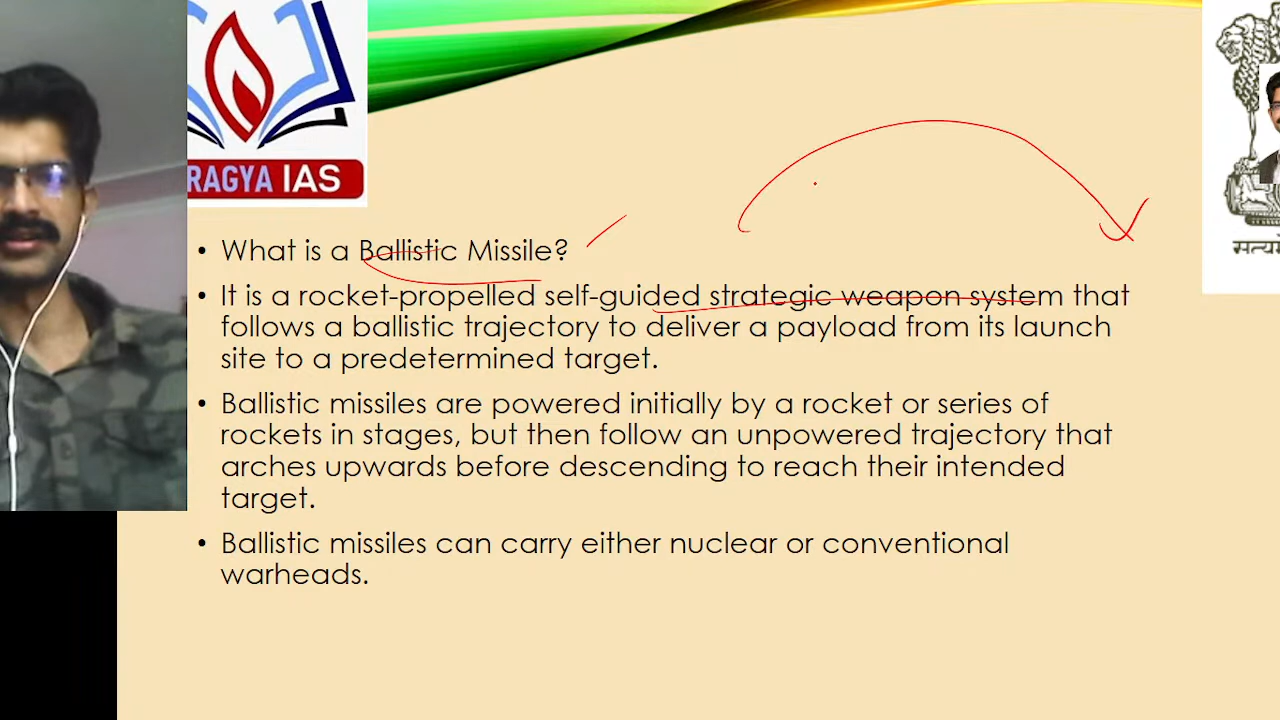 RAGYA IAS
• What is a Ballistic Missile?
• It is a rocket-propelled self-guided strategic weapon system that
follows a ballistic trajectory to deliver a payload from its launch
site to a predetermined target.
• Ballistic missiles are powered initially by a rocket or series of
rockets in stages, but then follow an unpowered trajectory that
arches upwards before descending to reach their intended
target.
• Ballistic missiles can carry either nuclear or conventional
warheads.
सत्यम